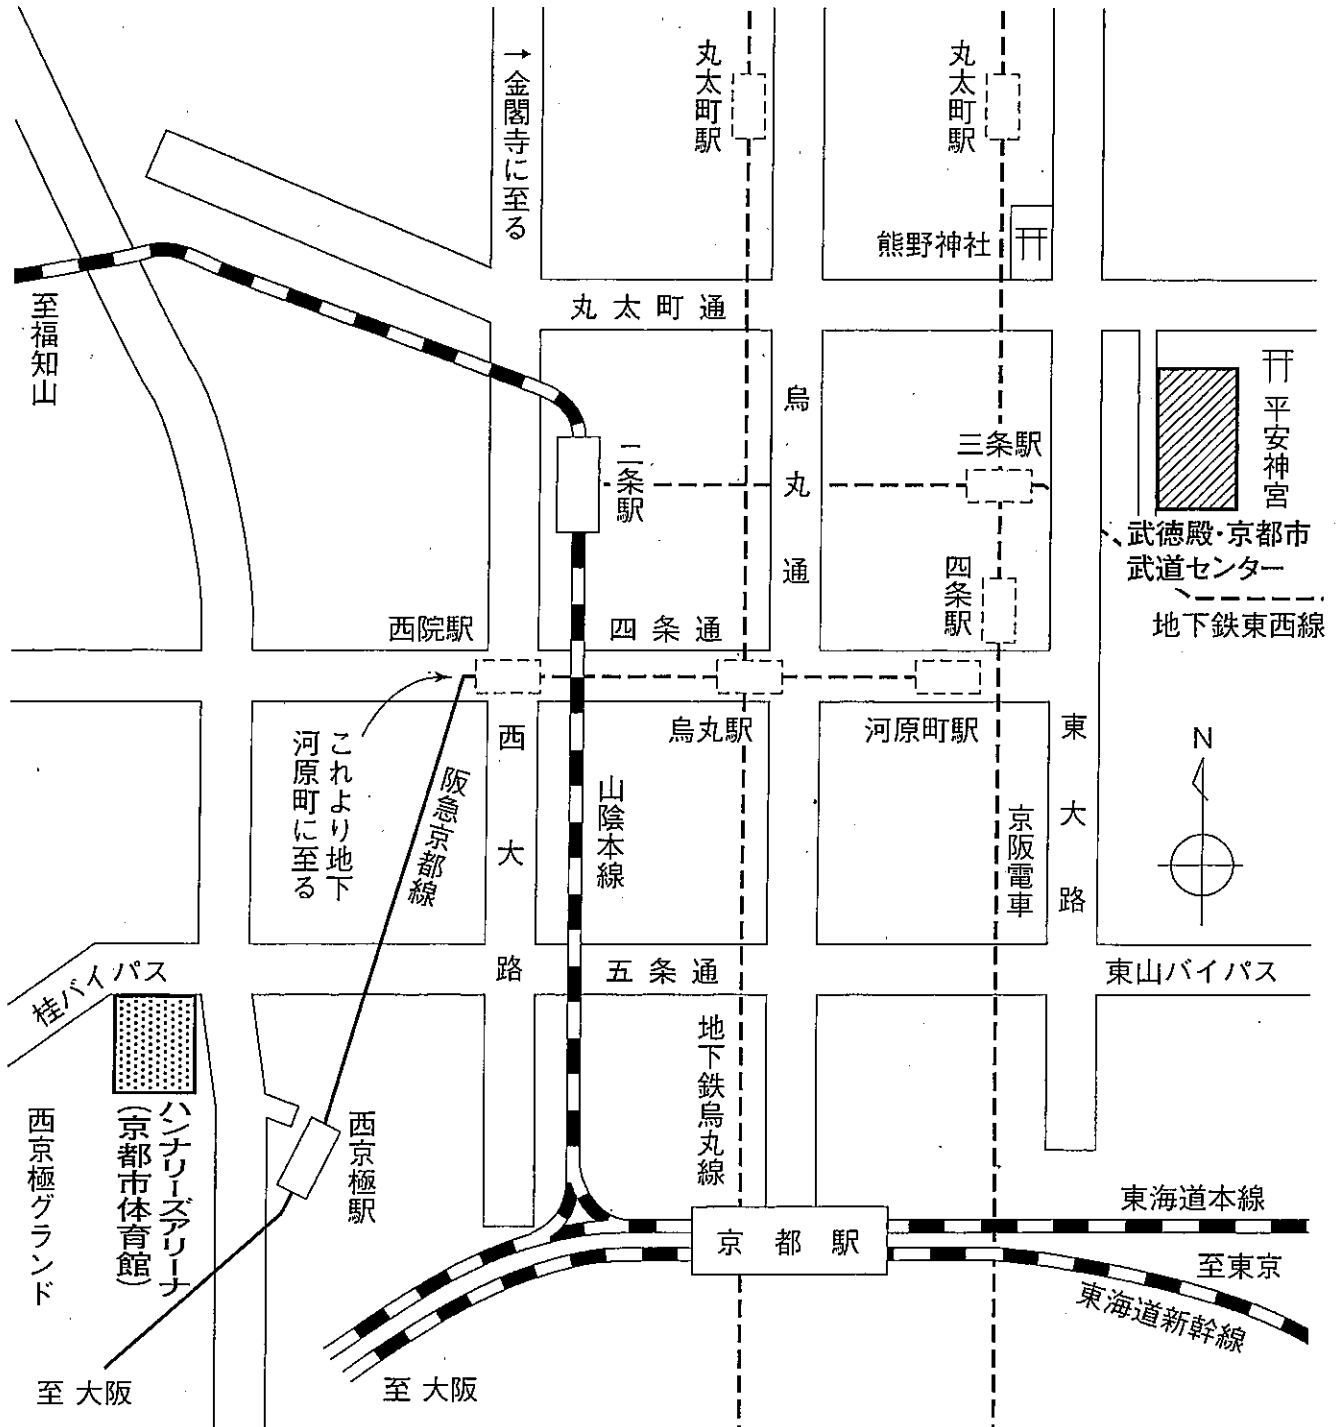 →金閣寺に至る
丸太町駅
丸太町駅
熊野神社
丸太町通
至福知山
烏丸通
平安神宮
二条駅
三条駅
武徳殿・京都市
武道センター
四条駅
地下鉄東西線
西院駅
四条通
烏丸駅
河原町駅
これより地下
河原町に至る
阪急京都線
西大路
山陰本線
京阪電車
東大路
N
桂バイパス
五条通
東山バイパス
地下鉄烏丸線
西京極グランド
ハンナリーズアリーナ
(京都市体育館)
西京極駅
京都駅
東海道本線
至東京
東海道新幹線
至 大阪
至 大阪